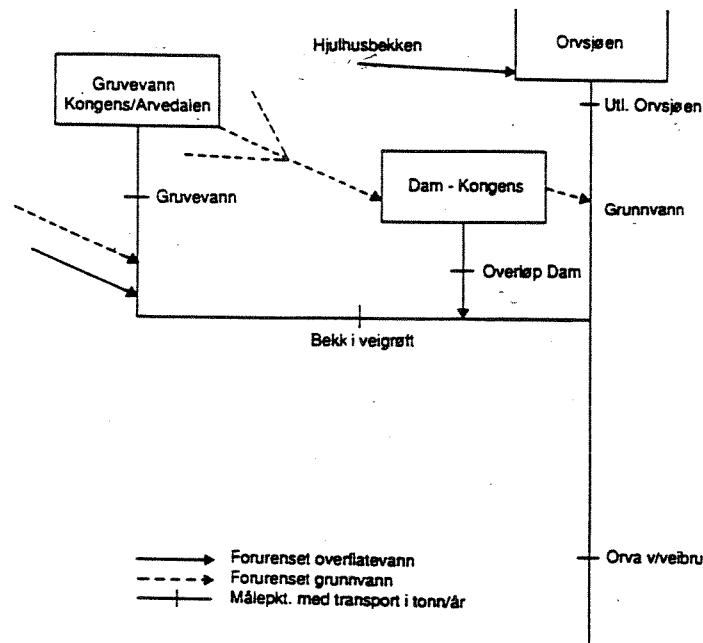 Hjulhusbekken
Orvsjøen
Gruvevann
Kongens/Arvedalen
Utl. Orvsjøen
Dam - Kongens
Gruvevann
Grunnvann
Overløp Dam
Bekk i veigrøft
Forurenset overflatevann
Orva v/veibru
Forurenset grunnvann
Målepkt. med transport i tonn/år